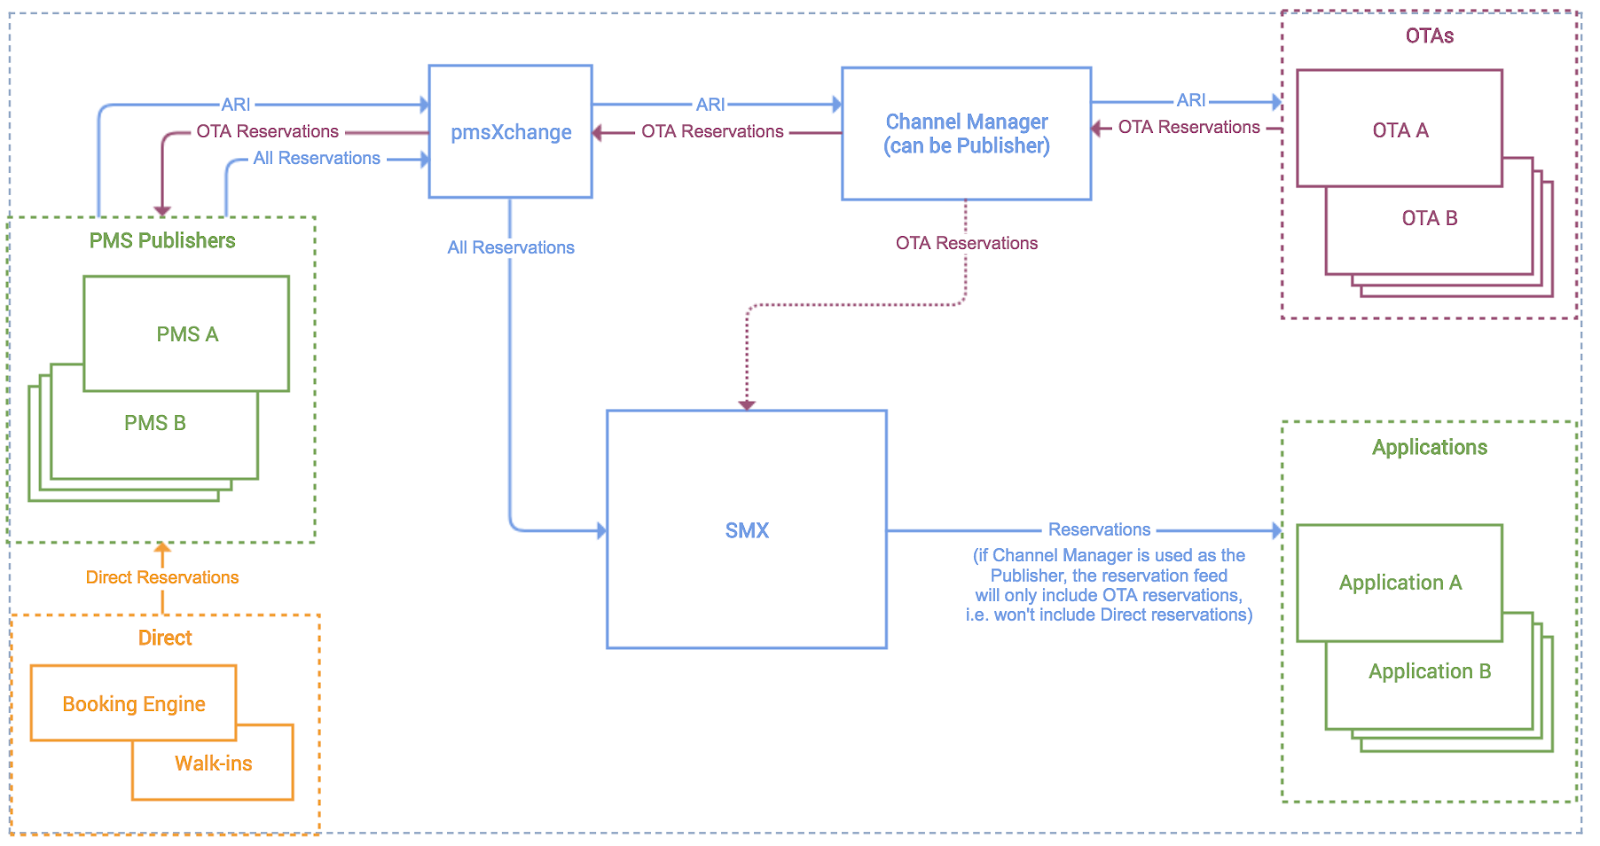 OTAs
ARI
ARI
ARI
OTA Reservations
OTA Reservations
OTA Reservations
pmsXchange
Channel Manager
(can be Publisher)
OTA A
All Reservations
OTA B
PMS Publishers
All Reservations
OTA Reservations
PMS A
PMS B
Applications
SMX
Reservations
(if Channel Manager is used as the
Publisher, the reservation feed
will only include OTA reservations,
i.e. won't include Direct reservations)
Application A
Application B
Direct Reservations
Direct
Booking Engine
Walk-ins